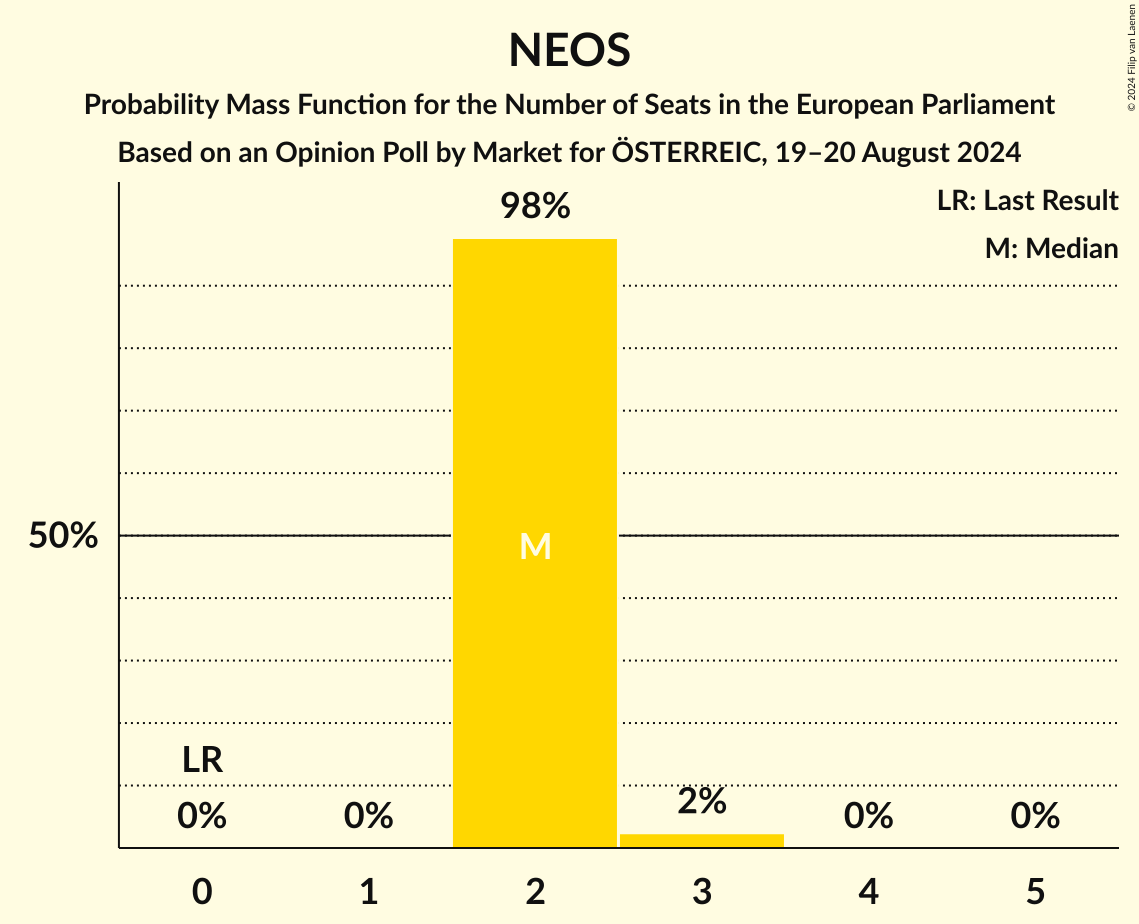 NEOS
Probability Mass Function for the Number of Seats in the European Parliament
Based on an Opinion Poll by Market for ÖSTERREIC, 19–20 August 2024
© 2024 Filip van Laenen
LR: Last Result
M: Median
98%
50%
M
LR
0%
0%
2%
0%
0%
0
1
2
3
4
5